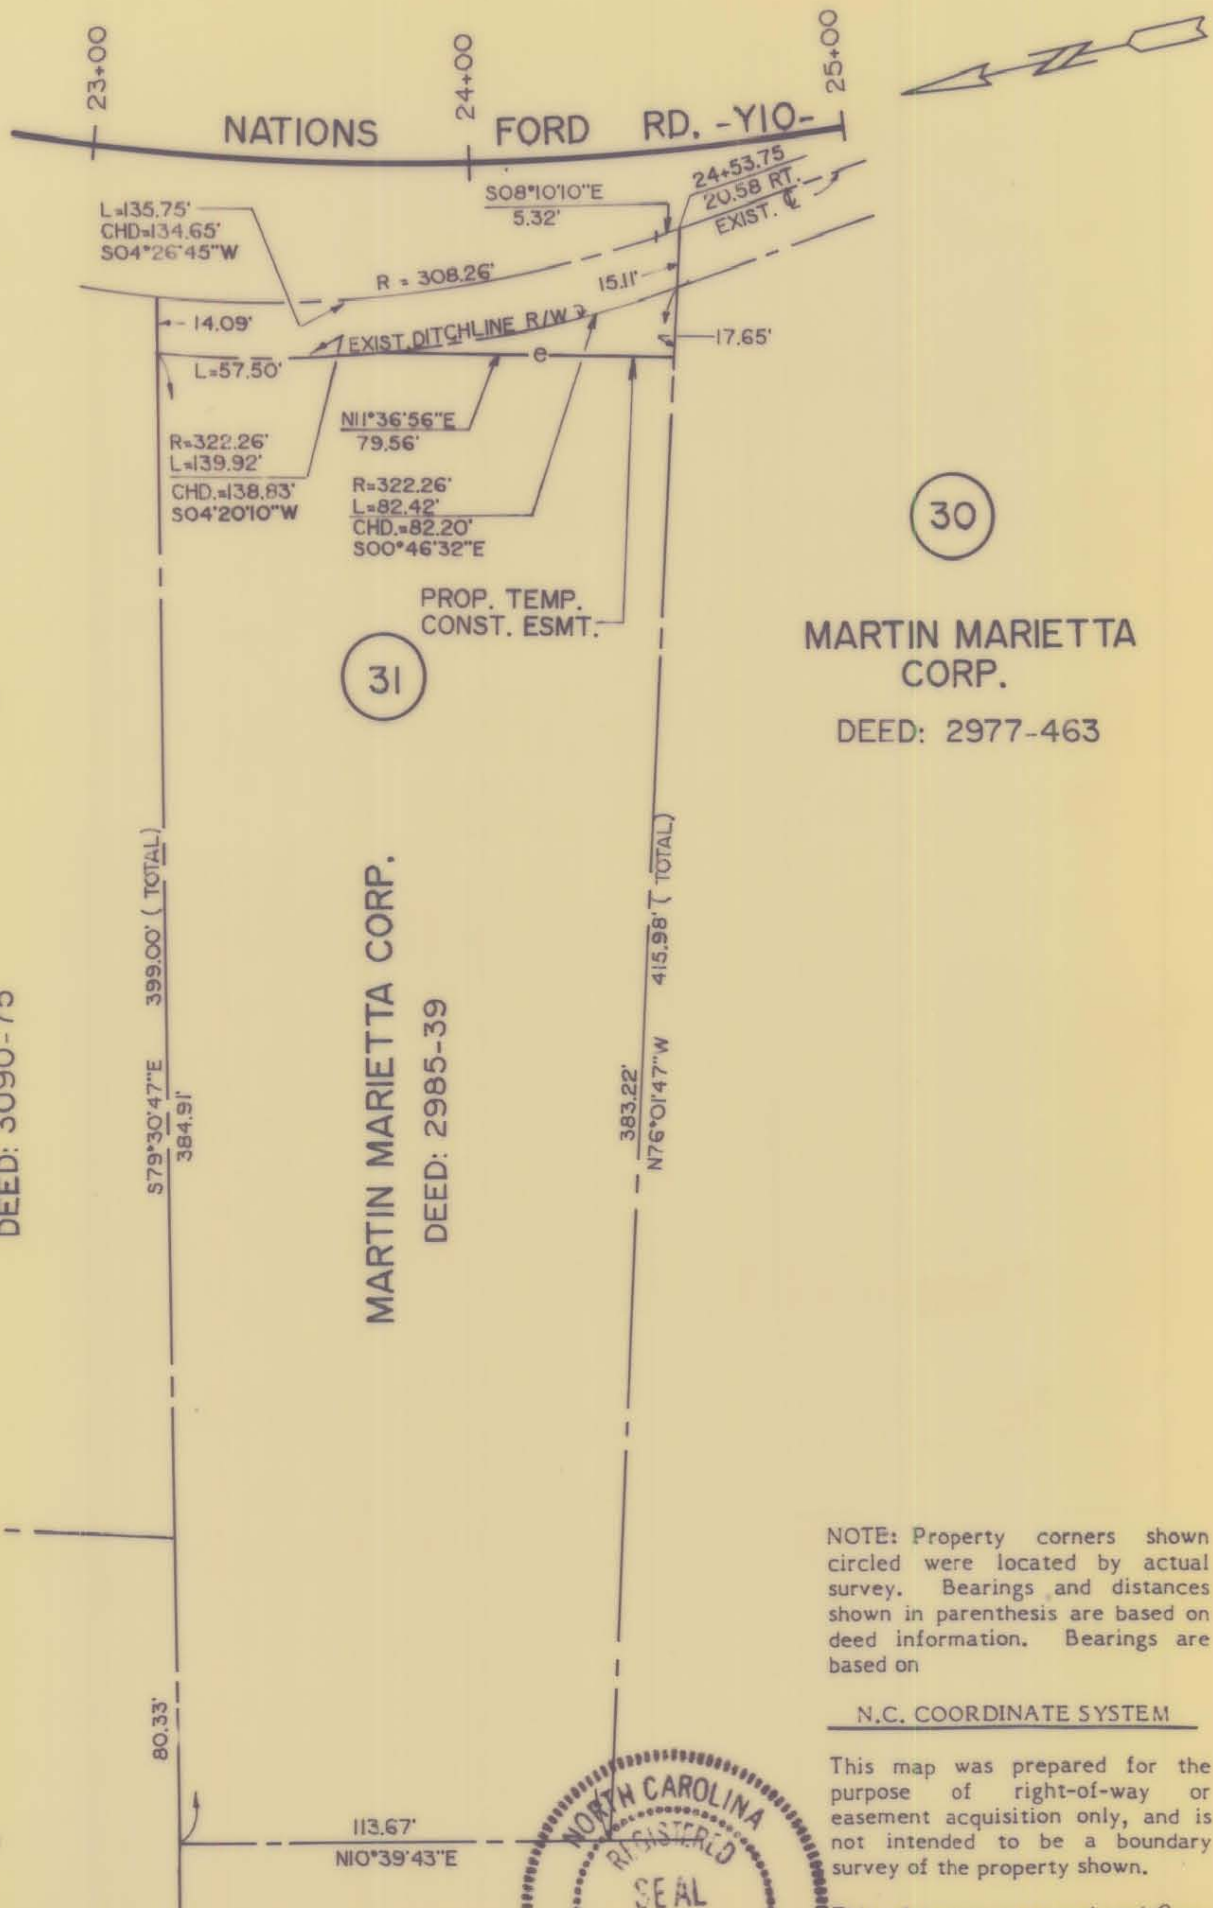 23+00
24+00
25+00
NATIONS FORD RD. -Y10-
L=135.75'
CHD=134.65'
S04°26'45"W
S08°10'10"E
5.32'
24+53.75
20.58 RT.
EXIST. ℄
R = 308.26'
15.11'
14.09'
EXIST. DITCHLINE R/W
e
17.65'
L=57.50'
N11°36'56"E
79.56'
R=322.26'
L=139.92'
CHD.=138.83'
S04°20'10"W
R=322.26'
L=82.42'
CHD.=82.20'
S00°46'32"E
PROP. TEMP.
CONST. ESMT.
30
MARTIN MARIETTA
CORP.
DEED: 2977-463
31
MARTIN MARIETTA CORP.
DEED: 2985-39
S79°30'47"E 399.00' ( TOTAL)
384.91'
383.22'
N76°01'47"W 415.98' ( TOTAL)
DEED: 3090-75
80.33'
113.67'
N10°39'43"E
NORTH CAROLINA
REGISTERED
SEAL
NOTE: Property corners shown
circled were located by actual
survey. Bearings and distances
shown in parenthesis are based on
deed information. Bearings are
based on
N.C. COORDINATE SYSTEM
This map was prepared for the
purpose of right-of-way or
easement acquisition only, and is
not intended to be a boundary
survey of the property shown.